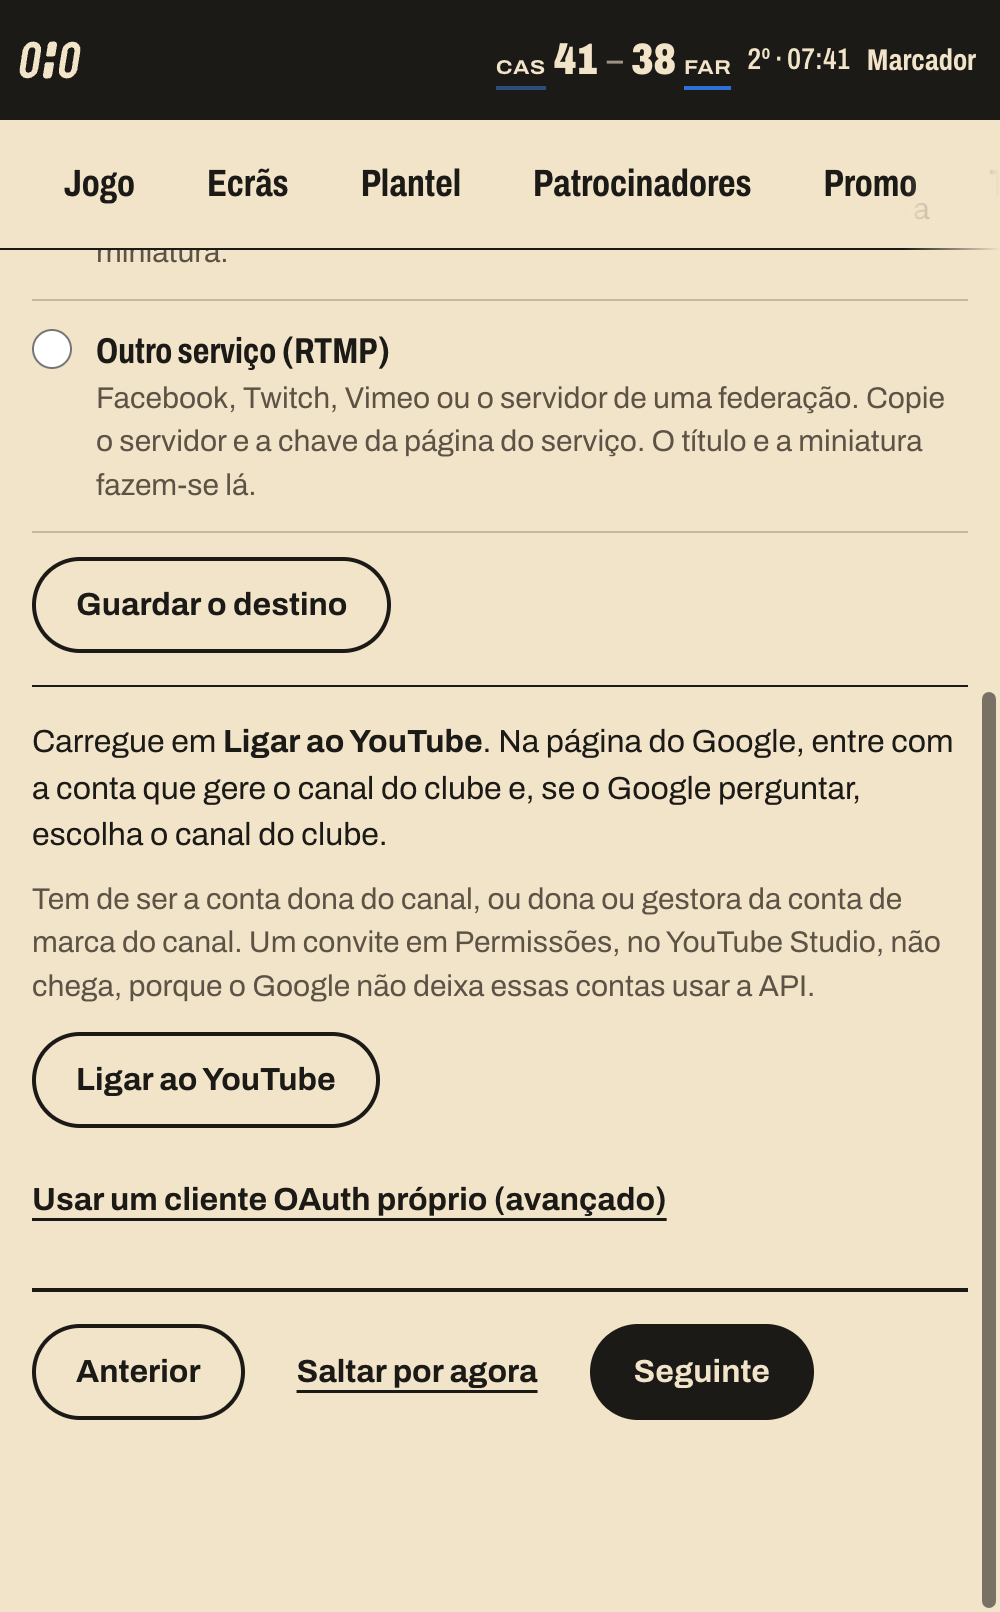 0:0
CAS 41 – 38 FAR 2º · 07:41 Marcador
Jogo Ecrãs Plantel Patrocinadores Promo
a
miniatura.
Outro serviço (RTMP)
Facebook, Twitch, Vimeo ou o servidor de uma federação. Copie
o servidor e a chave da página do serviço. O título e a miniatura
fazem-se lá.
Guardar o destino
Carregue em Ligar ao YouTube. Na página do Google, entre com
a conta que gere o canal do clube e, se o Google perguntar,
escolha o canal do clube.
Tem de ser a conta dona do canal, ou dona ou gestora da conta de
marca do canal. Um convite em Permissões, no YouTube Studio, não
chega, porque o Google não deixa essas contas usar a API.
Ligar ao YouTube
Usar um cliente OAuth próprio (avançado)
Anterior Saltar por agora Seguinte